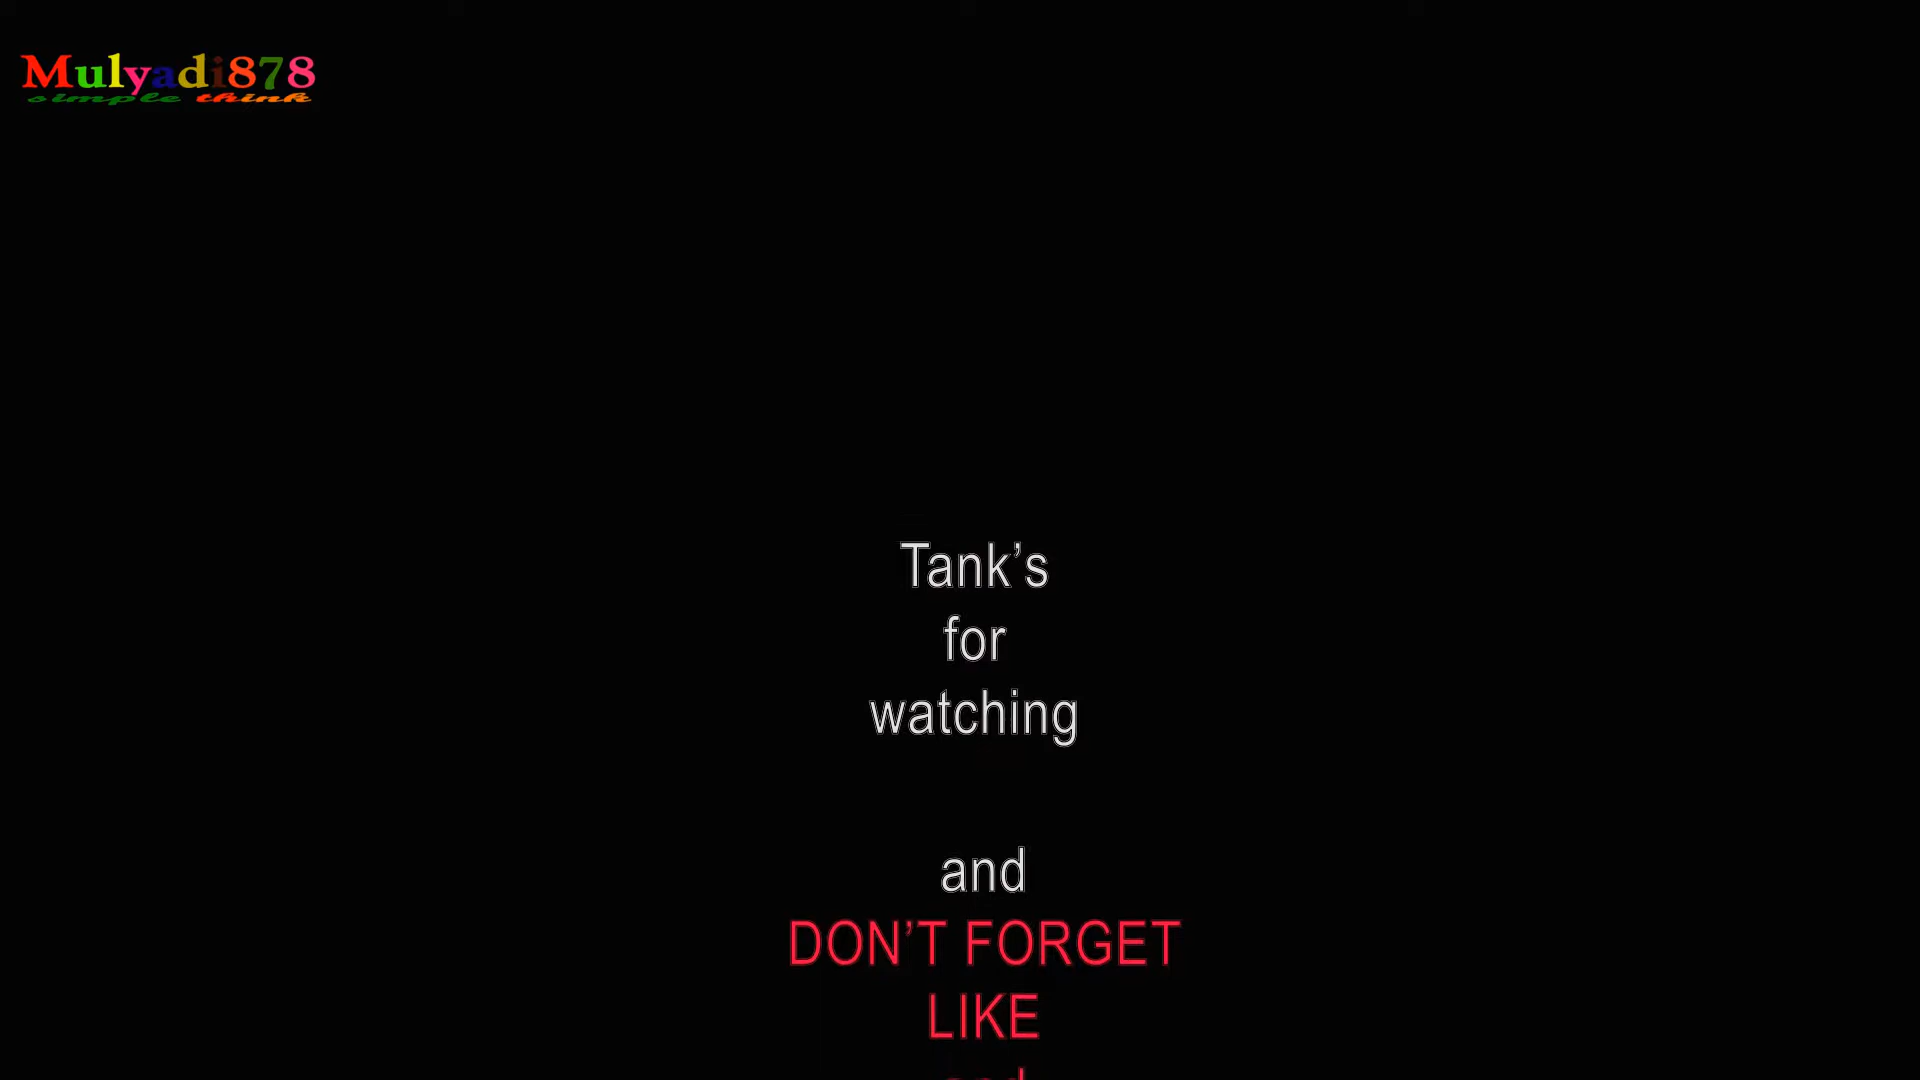 Mulyadi878
simple think
Tank’s
for
watching
and
DON’T FORGET
LIKE